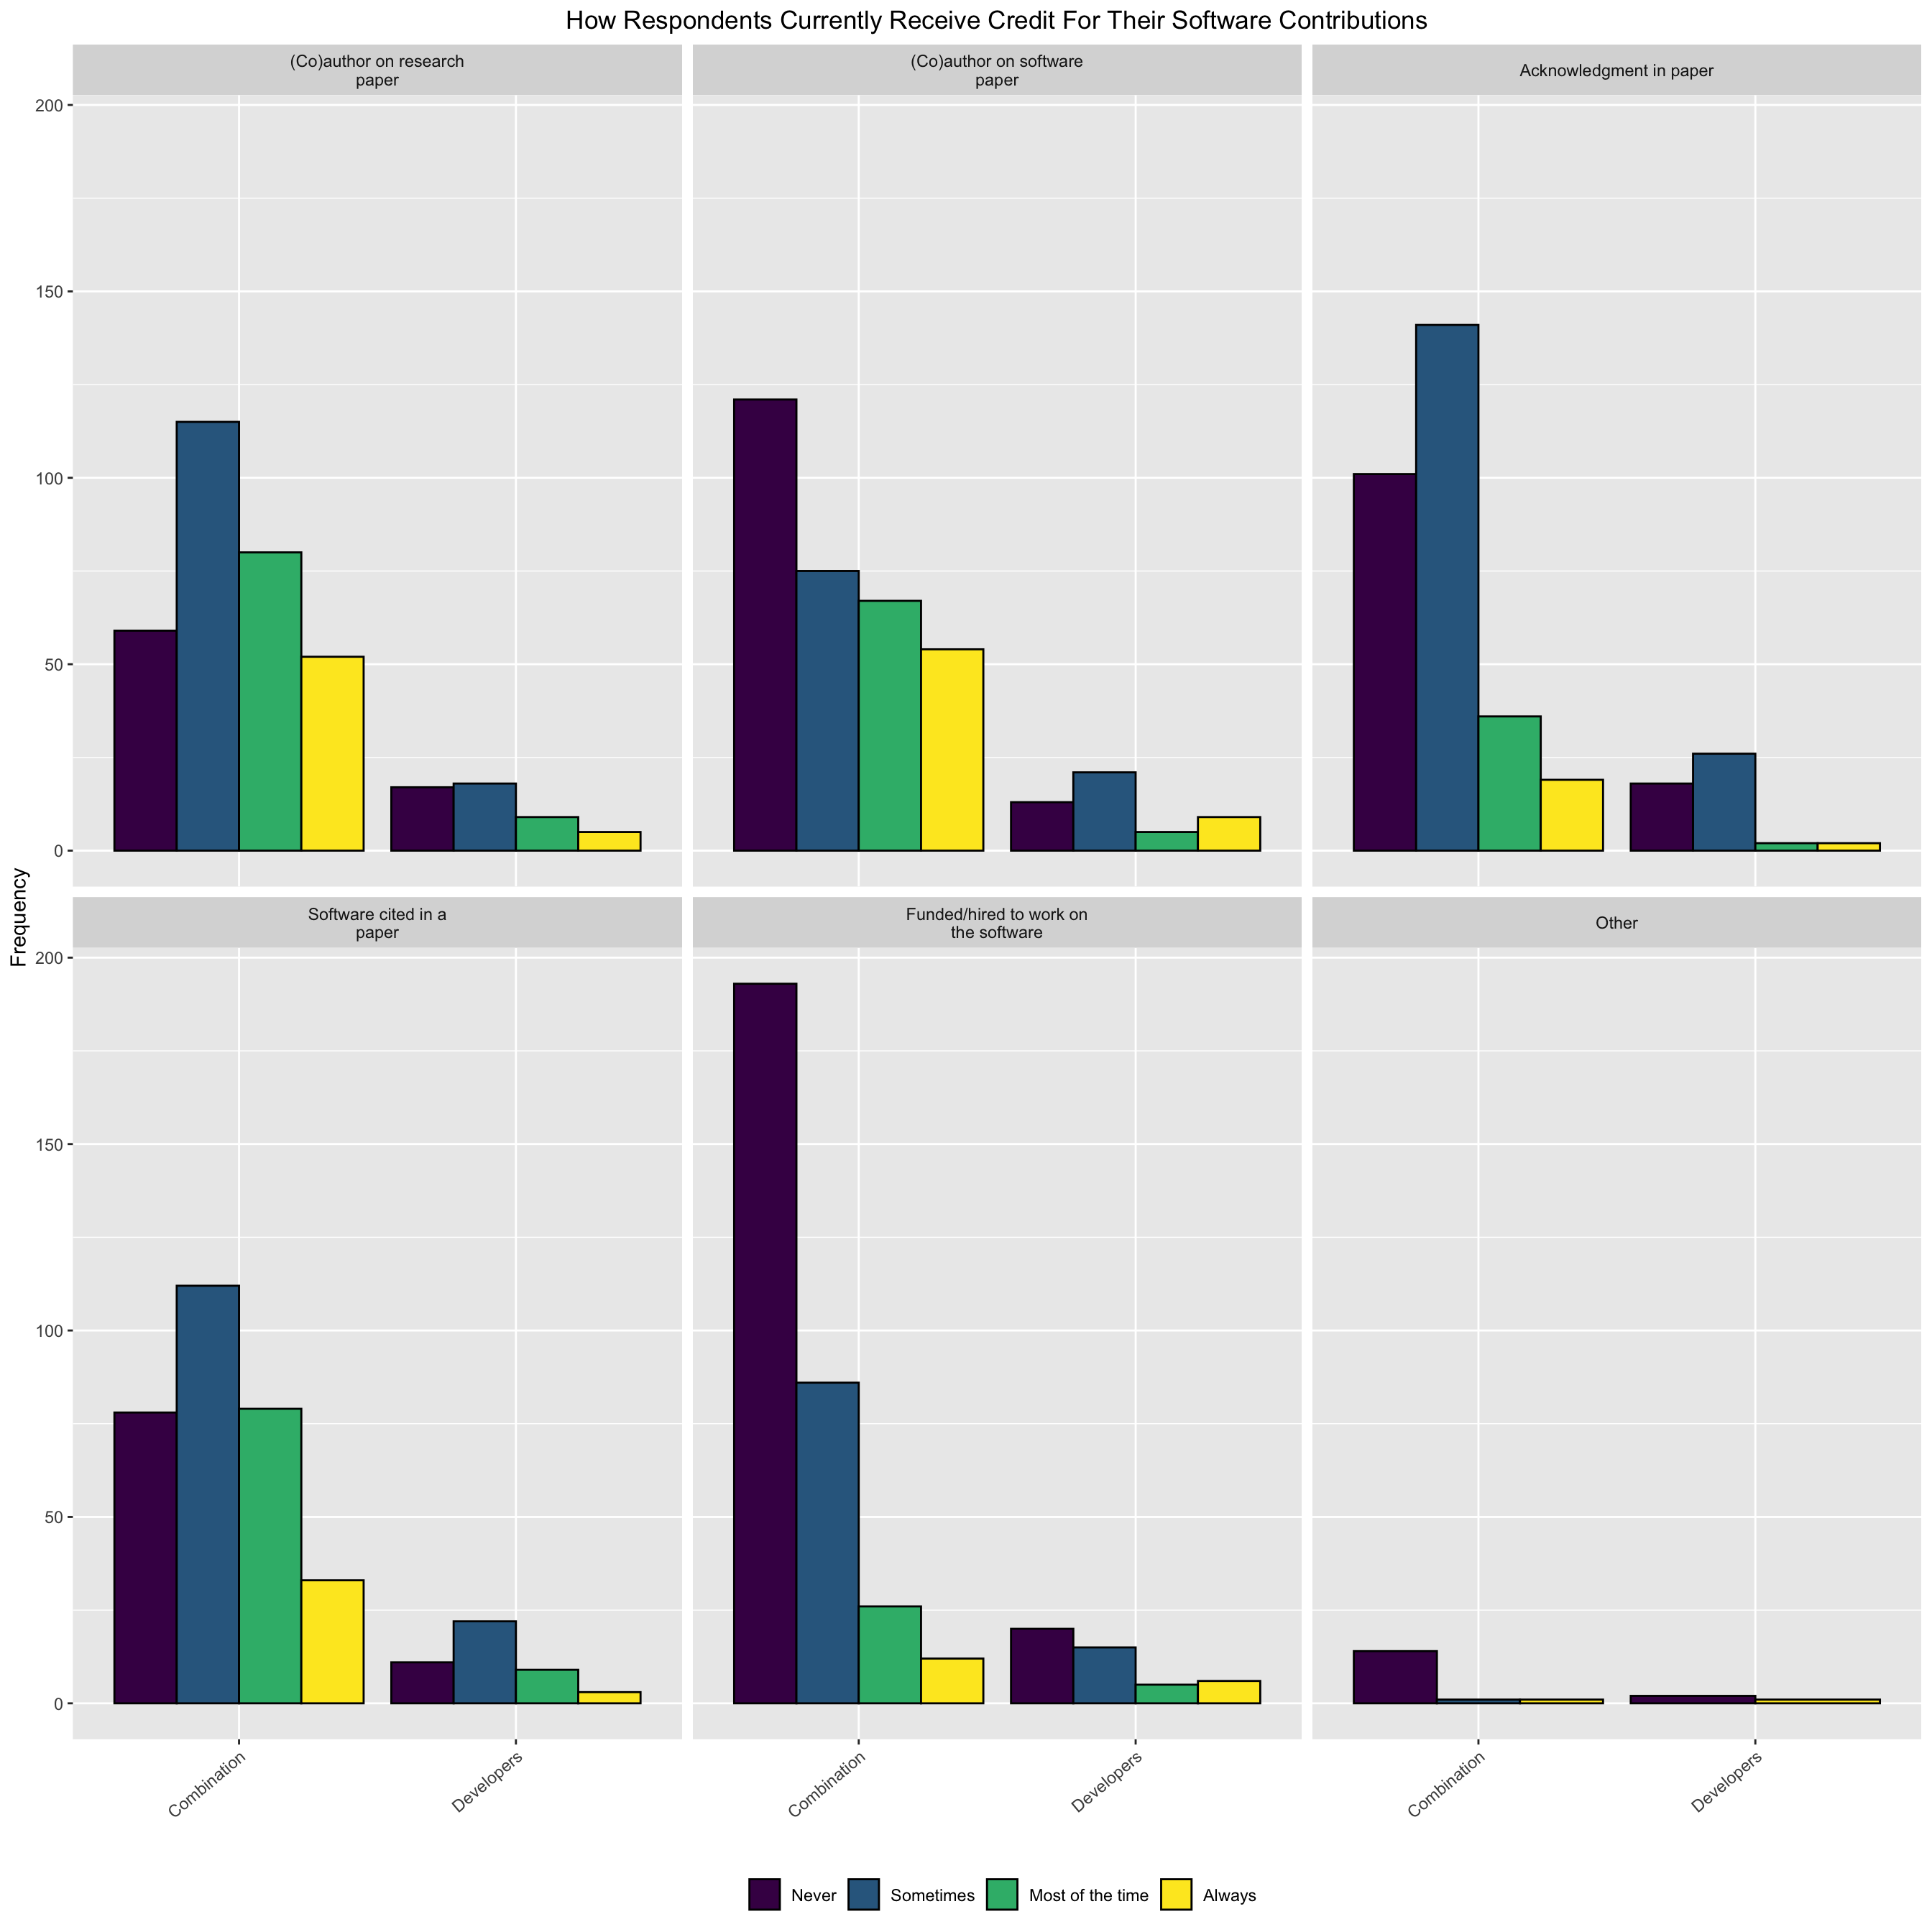 How Respondents Currently Receive Credit For Their Software Contributions
(Co)author on research
paper
(Co)author on software
paper
Acknowledgment in paper
200
150
100
50
0
Frequency
Software cited in a
paper
Funded/hired to work on
the software
Other
200
150
100
50
0
Combination
Developers
Combination
Developers
Combination
Developers
Never
Sometimes
Most of the time
Always